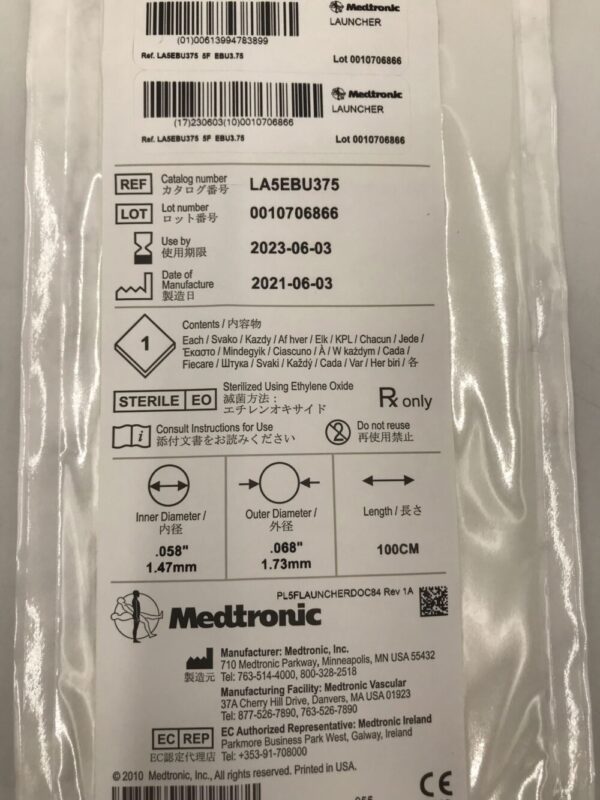 Medtronic
LAUNCHER
(01)00613994783899
Ref. LA5EBU375 5F EBU3.75
Lot 0010706866
Medtronic
LAUNCHER
(17)230603(10)0010706866
Ref. LA5EBU375 5F EBU3.75
Lot 0010706866
REF Catalog number LA5EBU375
カタログ番号
LOT Lot number 0010706866
ロット番号
Use by 2023-06-03
使用期限
Date of
Manufacture 2021-06-03
製造日
1
Contents / 内容物
Each / Svako / Kazdy / Af hver / Elk / KPL / Chacun / Jede /
Έκαστο / Mindegyik / Ciascuno / À / W każdym / Cada /
Fiecare / Штука / Svaki / Každý / Cada / Var / Her biri / 各
STERILE EO
Sterilized Using Ethylene Oxide
滅菌方法：
エチレンオキサイド
Rx only
Consult Instructions for Use
添付文書をお読みください
2
Do not reuse
再使用禁止
Inner Diameter /
内径
.058"
1.47mm
Outer Diameter /
外径
.068"
1.73mm
Length / 長さ
100CM
PL5FLAUNCHERDOC84 Rev 1A
Medtronic
製造元
Manufacturer: Medtronic, Inc.
710 Medtronic Parkway, Minneapolis, MN USA 55432
Tel: 763-514-4000, 800-328-2518
Manufacturing Facility: Medtronic Vascular
37A Cherry Hill Drive, Danvers, MA USA 01923
Tel: 877-526-7890, 763-526-7890
EC REP
EC認定代理店
EC Authorized Representative: Medtronic Ireland
Parkmore Business Park West, Galway, Ireland
Tel: +353-91-708000
© 2010 Medtronic, Inc., All rights reserved. Printed in USA.
CE